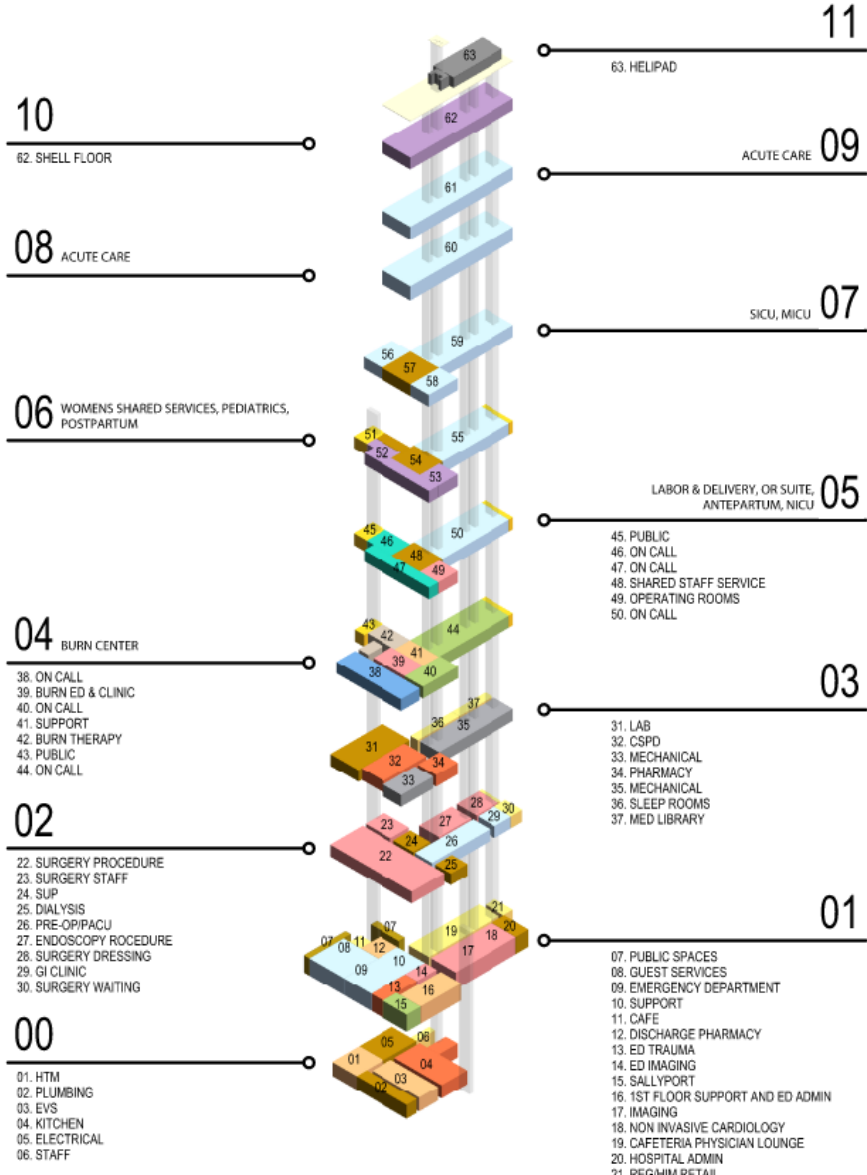 11
63. HELIPAD
10
62. SHELL FLOOR
ACUTE CARE 09
08 ACUTE CARE
SICU, MICU 07
06 WOMENS SHARED SERVICES, PEDIATRICS,
POSTPARTUM
LABOR & DELIVERY, OR SUITE,
ANTEPARTUM, NICU 05
45. PUBLIC
46. ON CALL
47. ON CALL
48. SHARED STAFF SERVICE
49. OPERATING ROOMS
50. ON CALL
04 BURN CENTER
38. ON CALL
39. BURN ED & CLINIC
40. ON CALL
41. SUPPORT
42. BURN THERAPY
43. PUBLIC
44. ON CALL
03
31. LAB
32. CSPD
33. MECHANICAL
34. PHARMACY
35. MECHANICAL
36. SLEEP ROOMS
37. MED LIBRARY
02
22. SURGERY PROCEDURE
23. SURGERY STAFF
24. SUP
25. DIALYSIS
26. PRE-OP/PACU
27. ENDOSCOPY ROCEDURE
28. SURGERY DRESSING
29. GI CLINIC
30. SURGERY WAITING
01
07. PUBLIC SPACES
08. GUEST SERVICES
09. EMERGENCY DEPARTMENT
10. SUPPORT
11. CAFE
12. DISCHARGE PHARMACY
13. ED TRAUMA
14. ED IMAGING
15. SALLYPORT
16. 1ST FLOOR SUPPORT AND ED ADMIN
17. IMAGING
18. NON INVASIVE CARDIOLOGY
19. CAFETERIA PHYSICIAN LOUNGE
20. HOSPITAL ADMIN
21. REG/HIM RETAIL
00
01. HTM
02. PLUMBING
03. EVS
04. KITCHEN
05. ELECTRICAL
06. STAFF
63
62
61
60
59
56
57
58
51
52
54
53
55
45
46
48
47
49
50
43
42
44
41
39
38
40
37
36
35
31
32
34
33
28
30
27
29
23
24
26
22
25
21
07
20
07
11
19
18
08
12
10
17
09
14
13
16
15
06
05
04
01
03
02